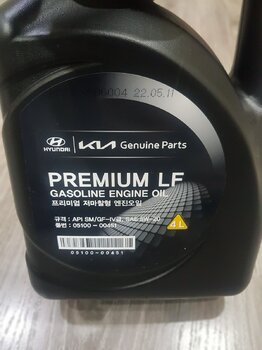 6004 22.05.11
HYUNDAI KIA Genuine Parts
PREMIUM LF
GASOLINE ENGINE OIL
프리미엄 저마찰형 엔진오일
규격 : API SM/GF-IV급, SAE 5W-20
품번 : 05100 - 00451
4L
05100-00451